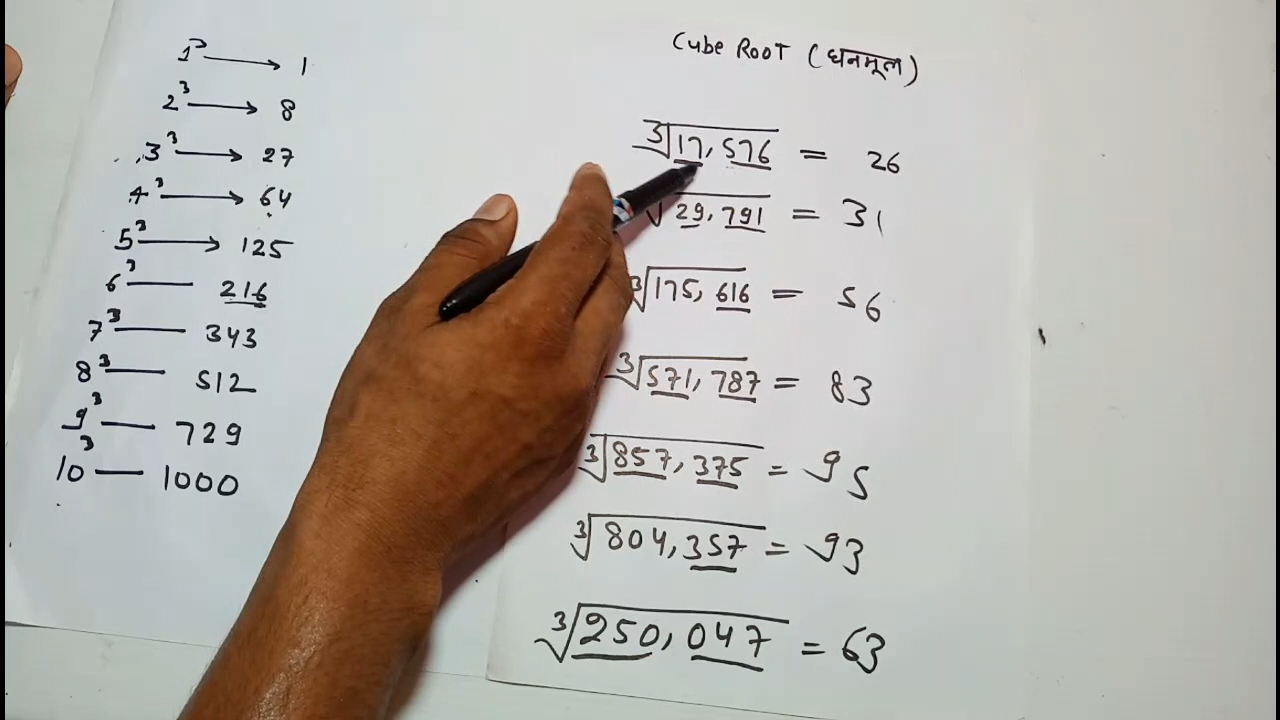 1³ → 1
2³ → 8
3³ → 27
4³ → 64
5³ → 125
6³ — 216
7³ — 343
8³ — 512
9³ — 729
10³ — 1000
Cube ROOT (घनमूल)
∛17,576 = 26
√29,791 = 31
∛175,616 = 56
∛571,787 = 83
∛857,375 = 95
∛804,357 = 93
∛250,047 = 63